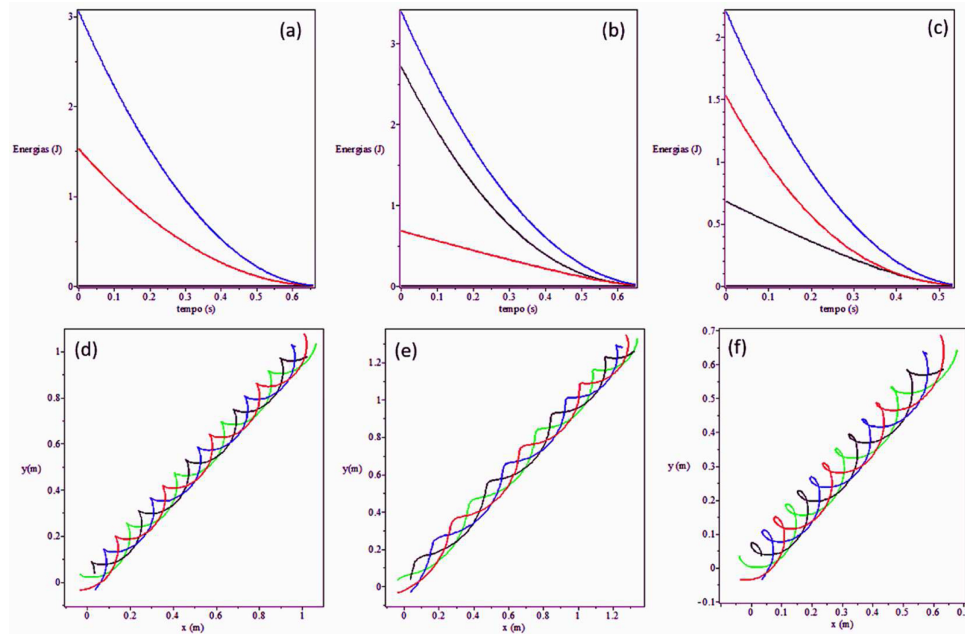 (a)
3
2
Energias (J)
1
0
0 0.1 0.2 0.3 0.4 0.5 0.6
tempo (s)
(b)
3
2
Energias (J)
1
0
0 0.1 0.2 0.3 0.4 0.5 0.6
tempo (s)
(c)
2
1.5
Energias (J)
1
0.5
0
0 0.1 0.2 0.3 0.4 0.5
tempo (s)
(d)
1
0.8
0.6
y(m)
0.4
0.2
0
0 0.2 0.4 0.6 0.8 1
x (m)
(e)
1.2
1
0.8
y(m)
0.6
0.4
0.2
0
0 0.2 0.4 0.6 0.8 1 1.2
x (m)
(f)
0.7
0.6
0.5
0.4
y (m)
0.3
0.2
0.1
0
-0.1
0 0.1 0.2 0.3 0.4 0.5 0.6
x (m)